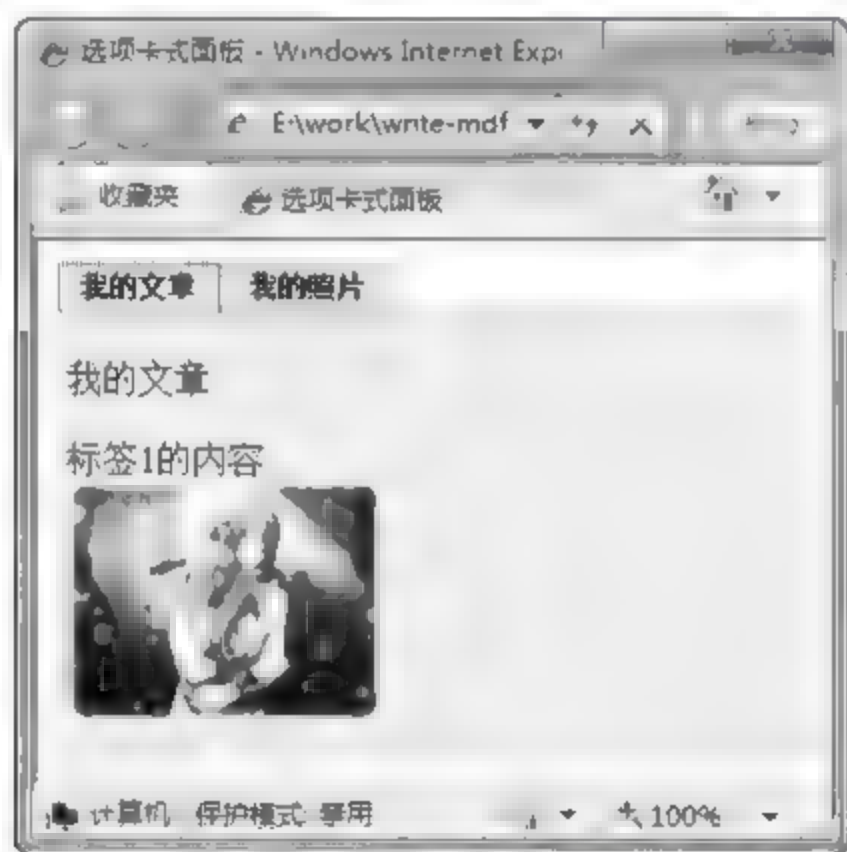 选项卡式面板 - Windows Internet Exp
E:\work\write-mdf
收藏夹 选项卡式面板
我的文章 我的照片
我的文章
标签1的内容
计算机 保护模式: 禁用 100%